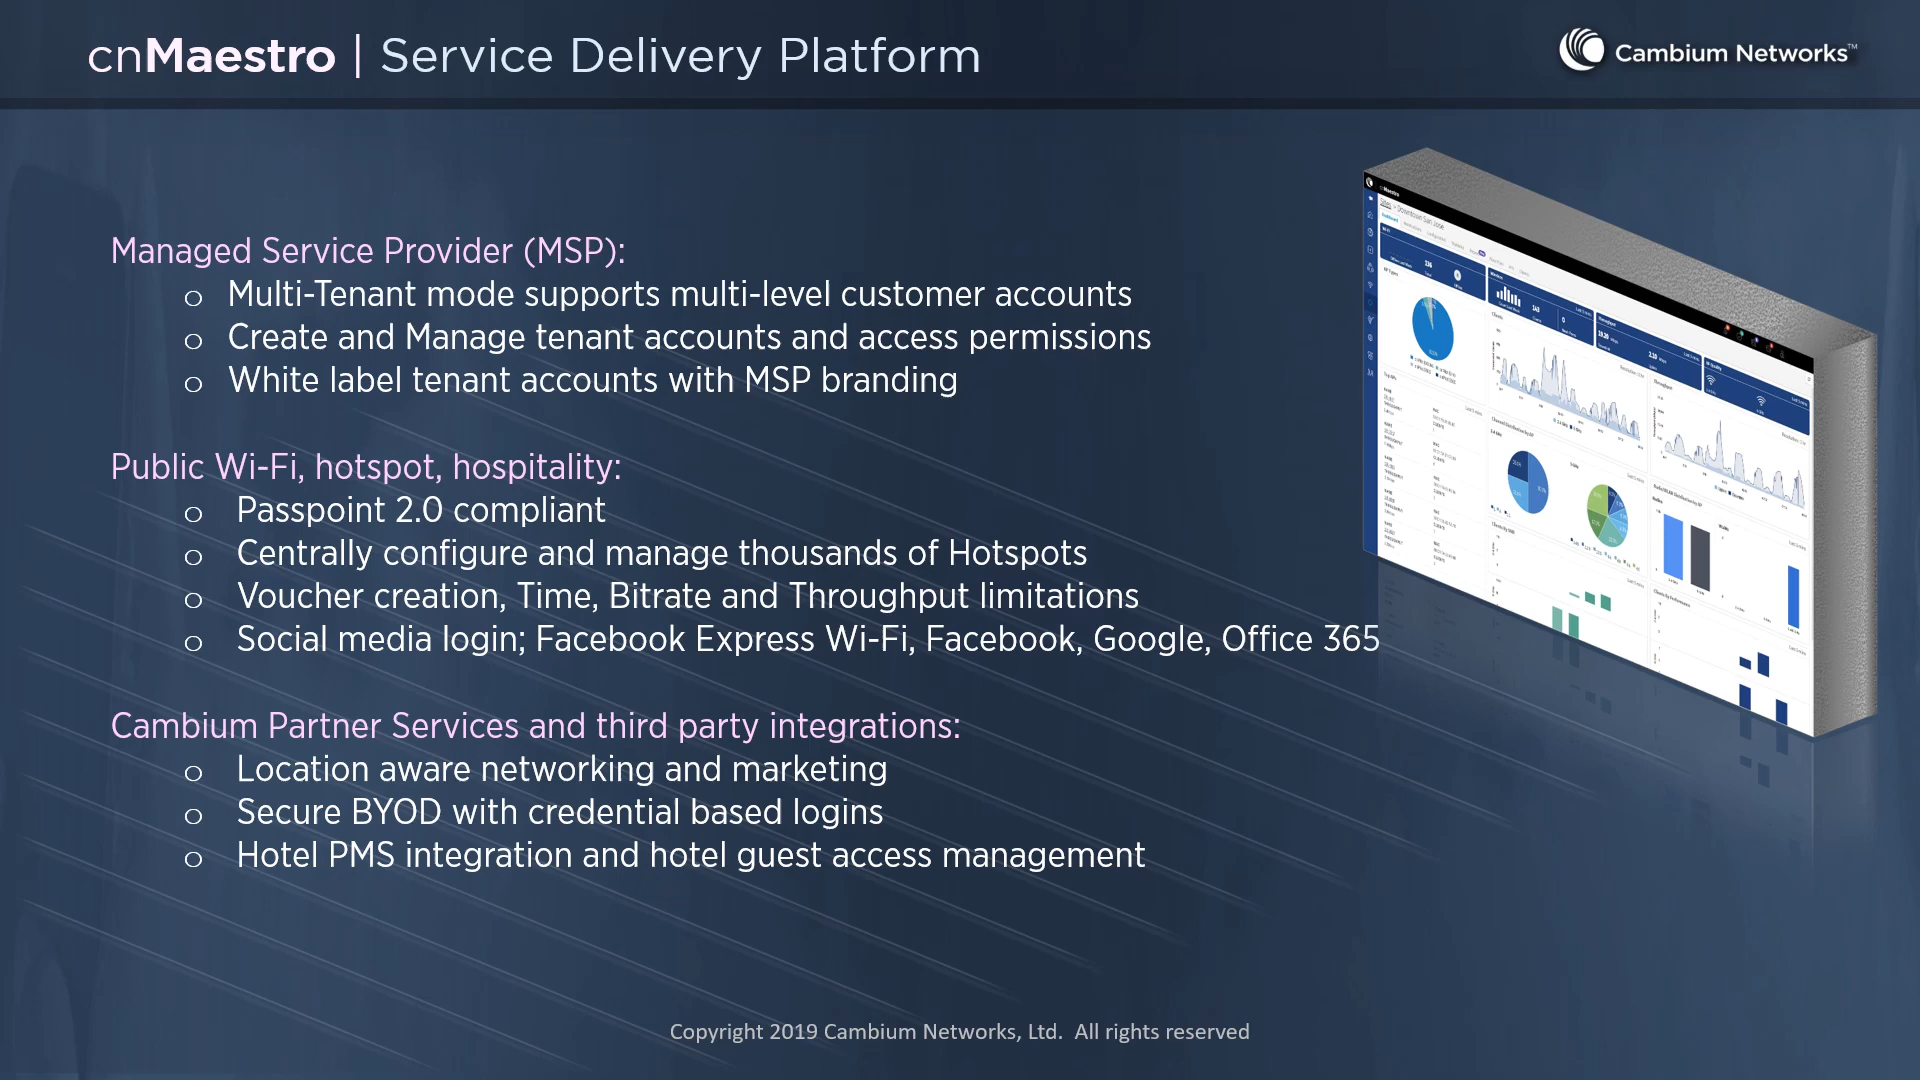 cnMaestro | Service Delivery Platform
Cambium Networks™
Managed Service Provider (MSP):
o Multi-Tenant mode supports multi-level customer accounts
o Create and Manage tenant accounts and access permissions
o White label tenant accounts with MSP branding
Public Wi-Fi, hotspot, hospitality:
o Passpoint 2.0 compliant
o Centrally configure and manage thousands of Hotspots
o Voucher creation, Time, Bitrate and Throughput limitations
o Social media login; Facebook Express Wi-Fi, Facebook, Google, Office 365
Cambium Partner Services and third party integrations:
o Location aware networking and marketing
o Secure BYOD with credential based logins
o Hotel PMS integration and hotel guest access management
cnMaestro
Sites > Downtown San Jose
Copyright 2019 Cambium Networks, Ltd. All rights reserved